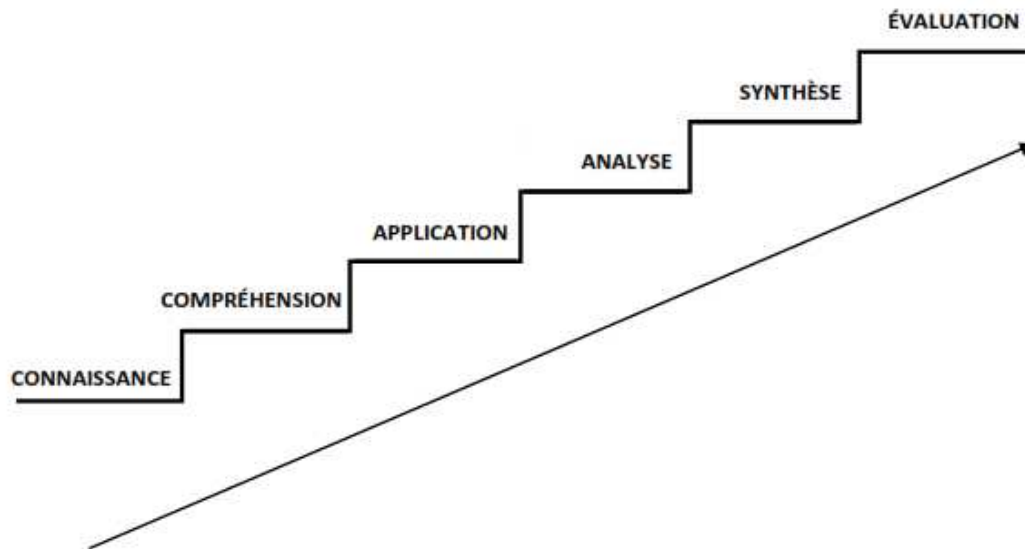 ÉVALUATION
SYNTHÈSE
ANALYSE
APPLICATION
COMPRÉHENSION
CONNAISSANCE